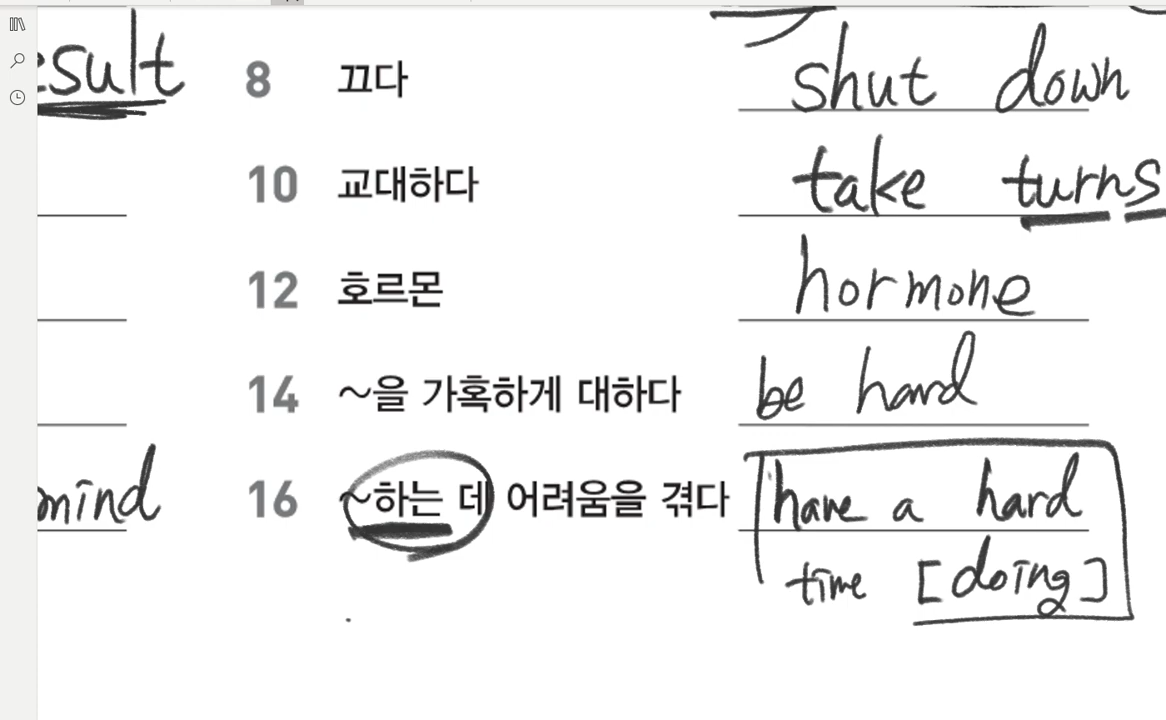 sult 8 끄다 shut down
10 교대하다 take turns
12 호르몬 hormone
14 ~을 가혹하게 대하다 be hard
mind 16 ~하는 데 어려움을 겪다 have a hard
time [doing]